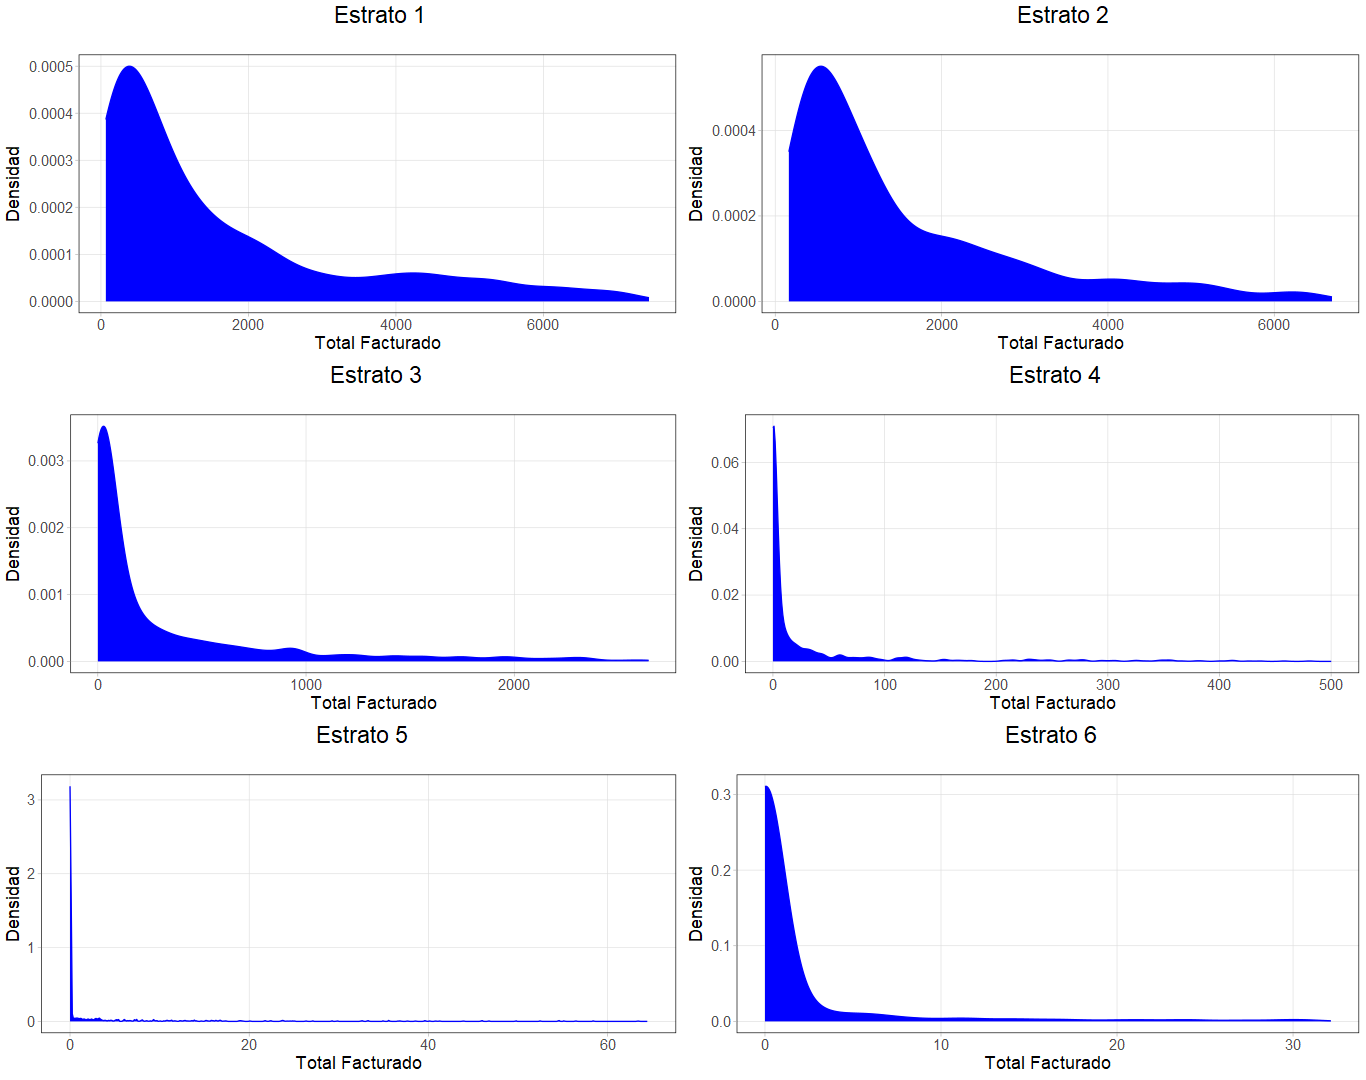 Estrato 1
0.0005
0.0004
0.0003
0.0002
0.0001
0.0000
Densidad
0
2000
4000
6000
Total Facturado
Estrato 2
0.0004
0.0002
0.0000
Densidad
0
2000
4000
6000
Total Facturado
Estrato 3
0.003
0.002
0.001
0.000
Densidad
0
1000
2000
Total Facturado
Estrato 4
0.06
0.04
0.02
0.00
Densidad
0
100
200
300
400
500
Total Facturado
Estrato 5
3
2
1
0
Densidad
0
20
40
60
Total Facturado
Estrato 6
0.3
0.2
0.1
0.0
Densidad
0
10
20
30
Total Facturado